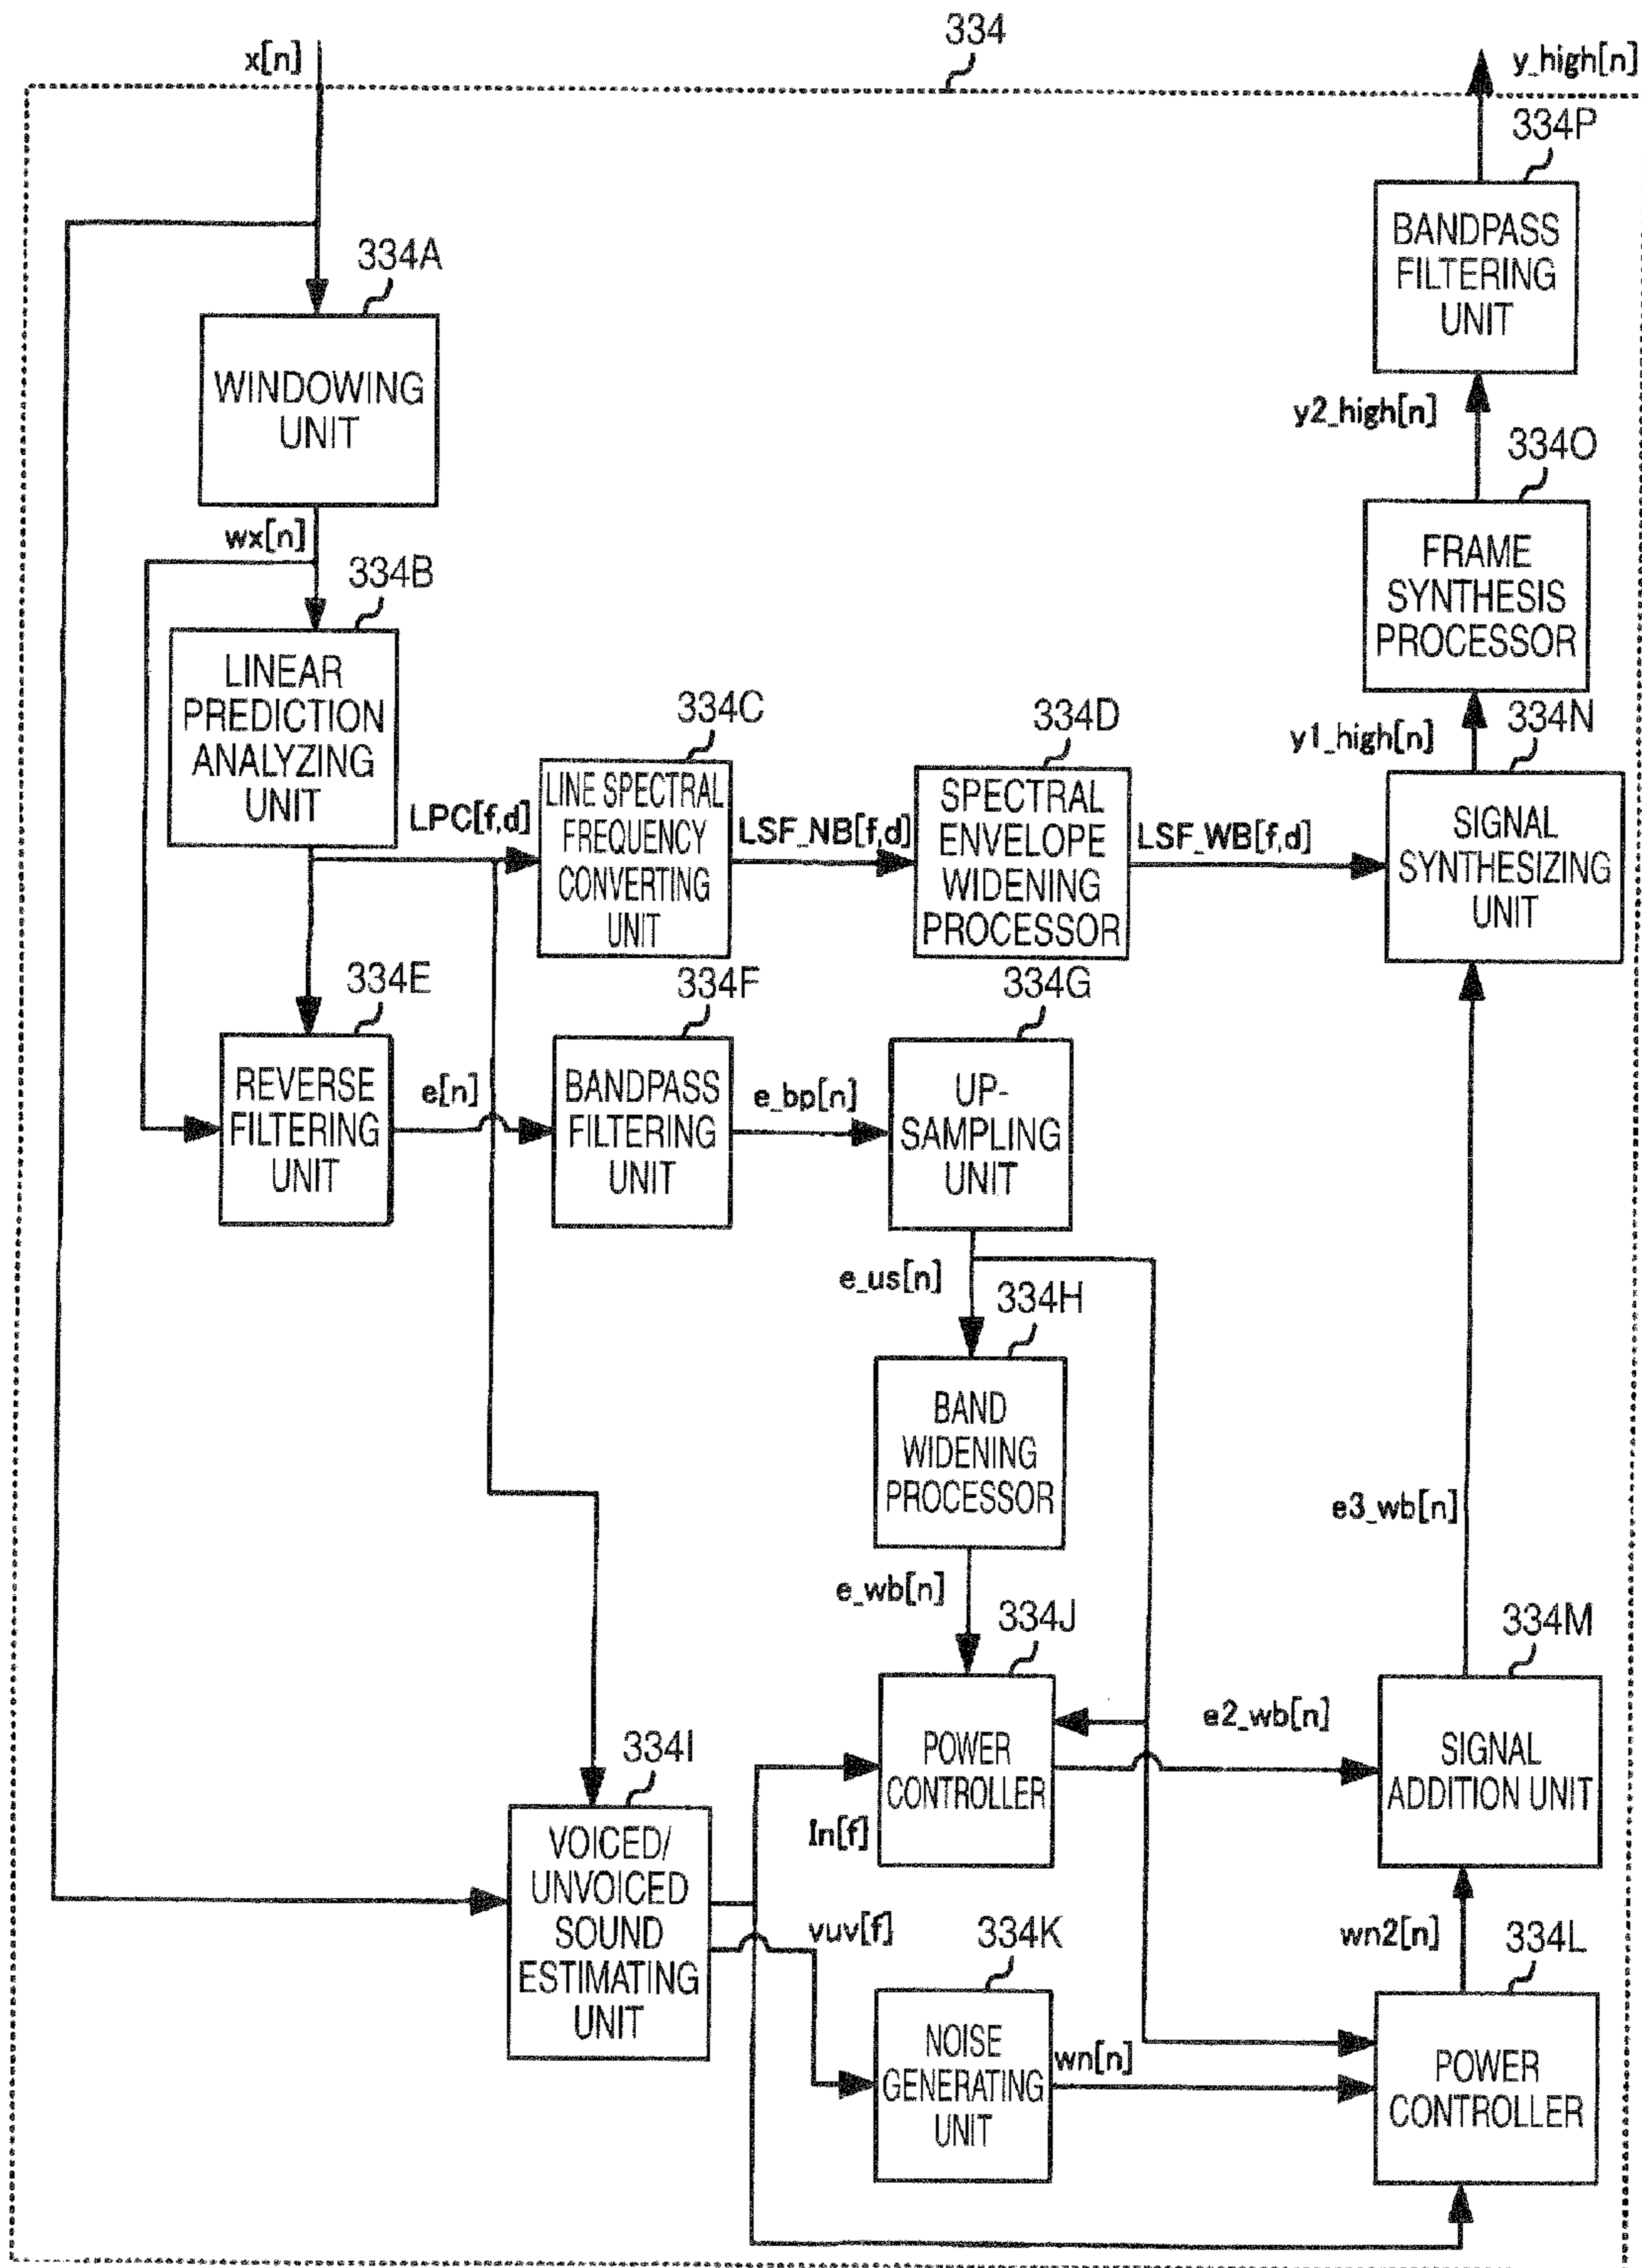 334
x[n]
y_high[n]
334P
BANDPASS
FILTERING
UNIT
334A
WINDOWING
UNIT
y2_high[n]
334O
wx[n]
334B
FRAME
SYNTHESIS
PROCESSOR
LINEAR
PREDICTION
ANALYZING
UNIT
334C
334D
y1_high[n]
334N
LPC[f,d]
LINE SPECTRAL
FREQUENCY
CONVERTING
UNIT
LSF_NB[f,d]
SPECTRAL
ENVELOPE
WIDENING
PROCESSOR
LSF_WB[f,d]
SIGNAL
SYNTHESIZING
UNIT
334E
334F
334G
REVERSE
FILTERING
UNIT
e[n]
BANDPASS
FILTERING
UNIT
e_bp[n]
UP-
SAMPLING
UNIT
e_us[n]
334H
BAND
WIDENING
PROCESSOR
e3_wb[n]
e_wb[n]
334J
334M
334I
POWER
CONTROLLER
e2_wb[n]
SIGNAL
ADDITION UNIT
In[f]
VOICED/
UNVOICED
SOUND
ESTIMATING
UNIT
vuv[f]
334K
wn2[n]
334L
NOISE
GENERATING
UNIT
wn[n]
POWER
CONTROLLER